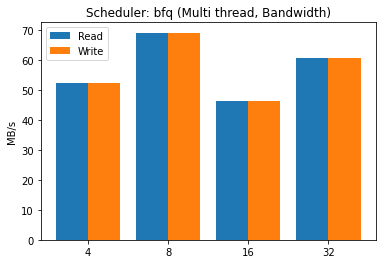 Scheduler: bfq (Multi thread, Bandwidth)
Read
Write
MB/s
70
60
50
40
30
20
10
0
4 8 16 32